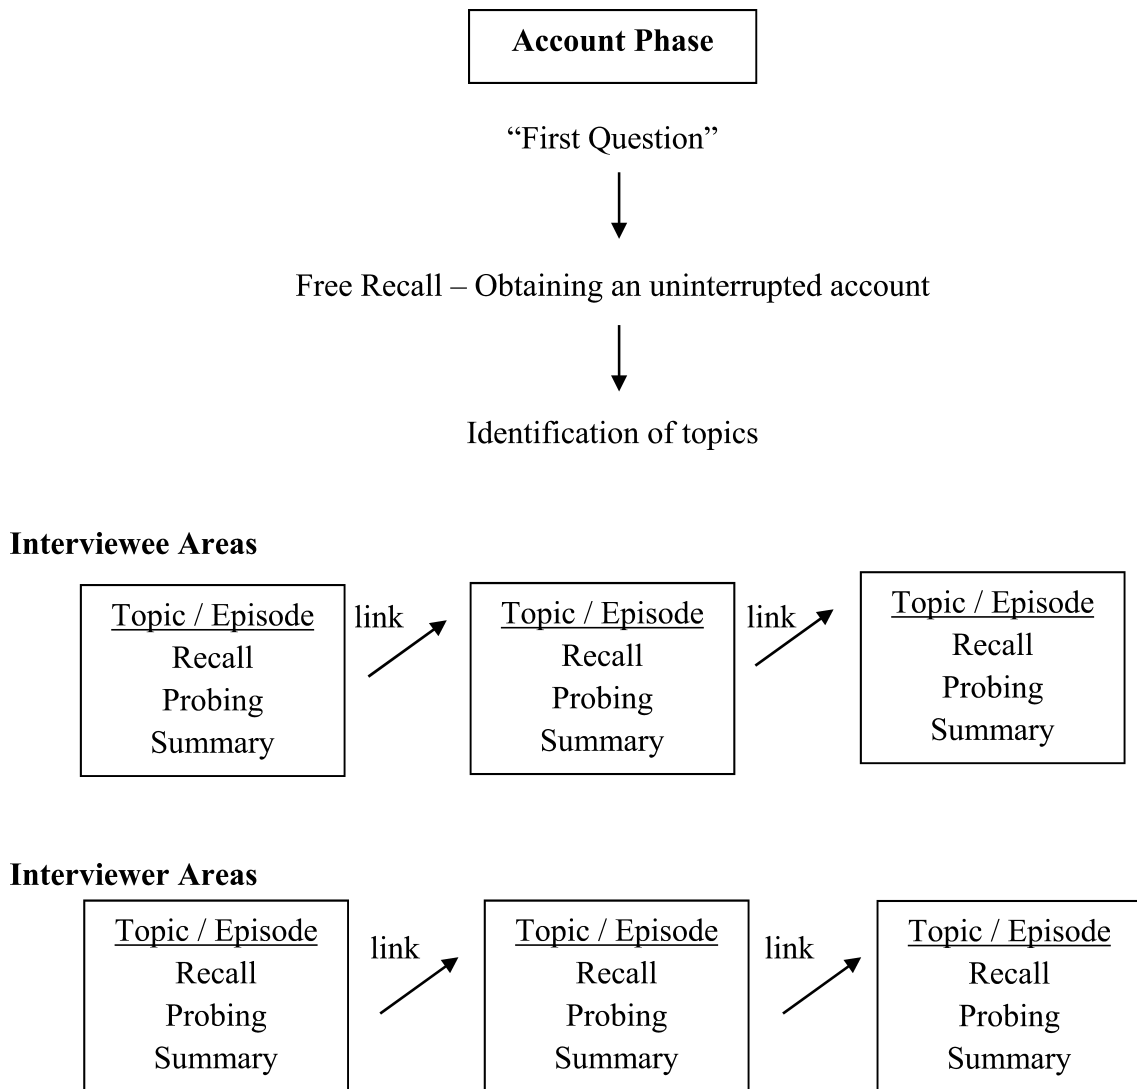 Account Phase
“First Question”
Free Recall – Obtaining an uninterrupted account
Identification of topics
Interviewee Areas
Topic / Episode
Recall
Probing
Summary
link
Topic / Episode
Recall
Probing
Summary
link
Topic / Episode
Recall
Probing
Summary
Interviewer Areas
Topic / Episode
Recall
Probing
Summary
link
Topic / Episode
Recall
Probing
Summary
link
Topic / Episode
Recall
Probing
Summary